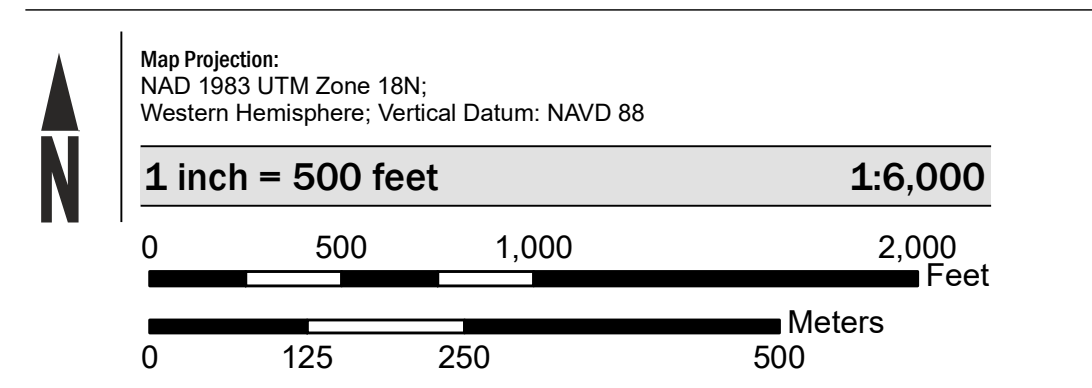 Map Projection:
NAD 1983 UTM Zone 18N;
Western Hemisphere; Vertical Datum: NAVD 88
N
1 inch = 500 feet 1:6,000
0 500 1,000 2,000
Feet
Meters
0 125 250 500